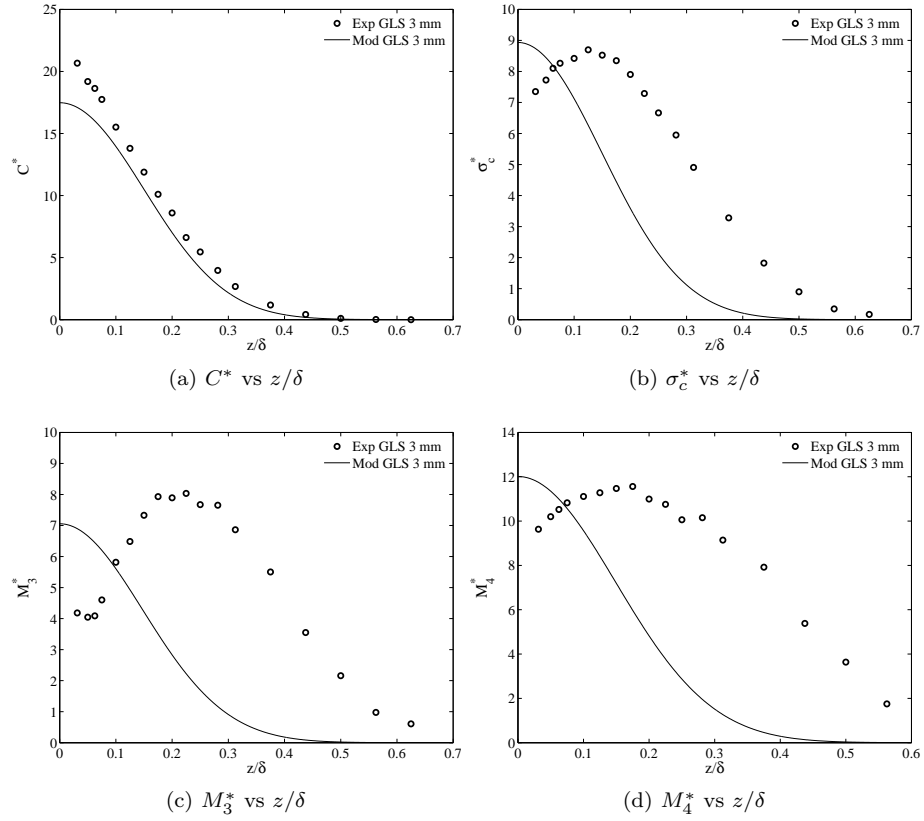 25
20
15
10
5
0
C*
0 0.1 0.2 0.3 0.4 0.5 0.6 0.7
z/δ
Exp GLS 3 mm
Mod GLS 3 mm
(a) C* vs z/δ
10
9
8
7
6
5
4
3
2
1
0
σ_c^*
0 0.1 0.2 0.3 0.4 0.5 0.6 0.7
z/δ
Exp GLS 3 mm
Mod GLS 3 mm
(b) σ_c^* vs z/δ
10
9
8
7
6
5
4
3
2
1
0
M_3^*
0 0.1 0.2 0.3 0.4 0.5 0.6 0.7
z/δ
Exp GLS 3 mm
Mod GLS 3 mm
(c) M_3^* vs z/δ
14
12
10
8
6
4
2
0
M_4^*
0 0.1 0.2 0.3 0.4 0.5 0.6
z/δ
Exp GLS 3 mm
Mod GLS 3 mm
(d) M_4^* vs z/δ